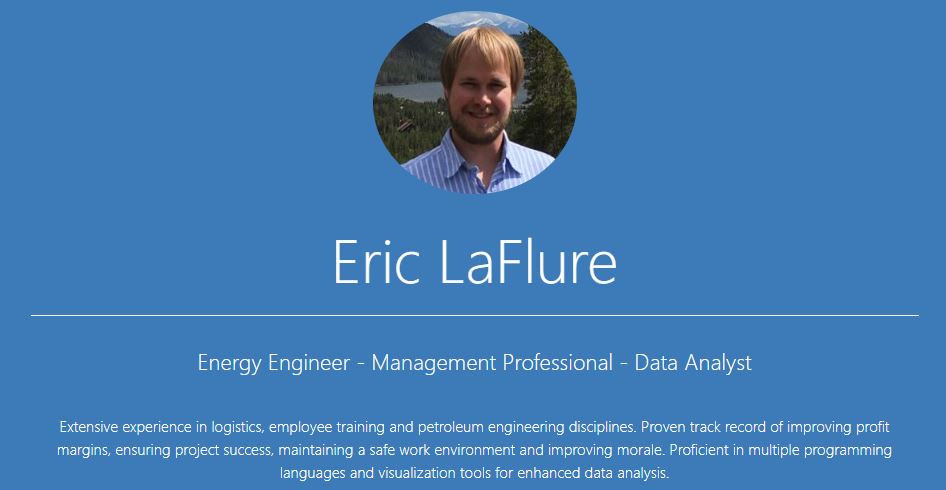 Eric LaFlure
Energy Engineer - Management Professional - Data Analyst
Extensive experience in logistics, employee training and petroleum engineering disciplines. Proven track record of improving profit
margins, ensuring project success, maintaining a safe work environment and improving morale. Proficient in multiple programming
languages and visualization tools for enhanced data analysis.